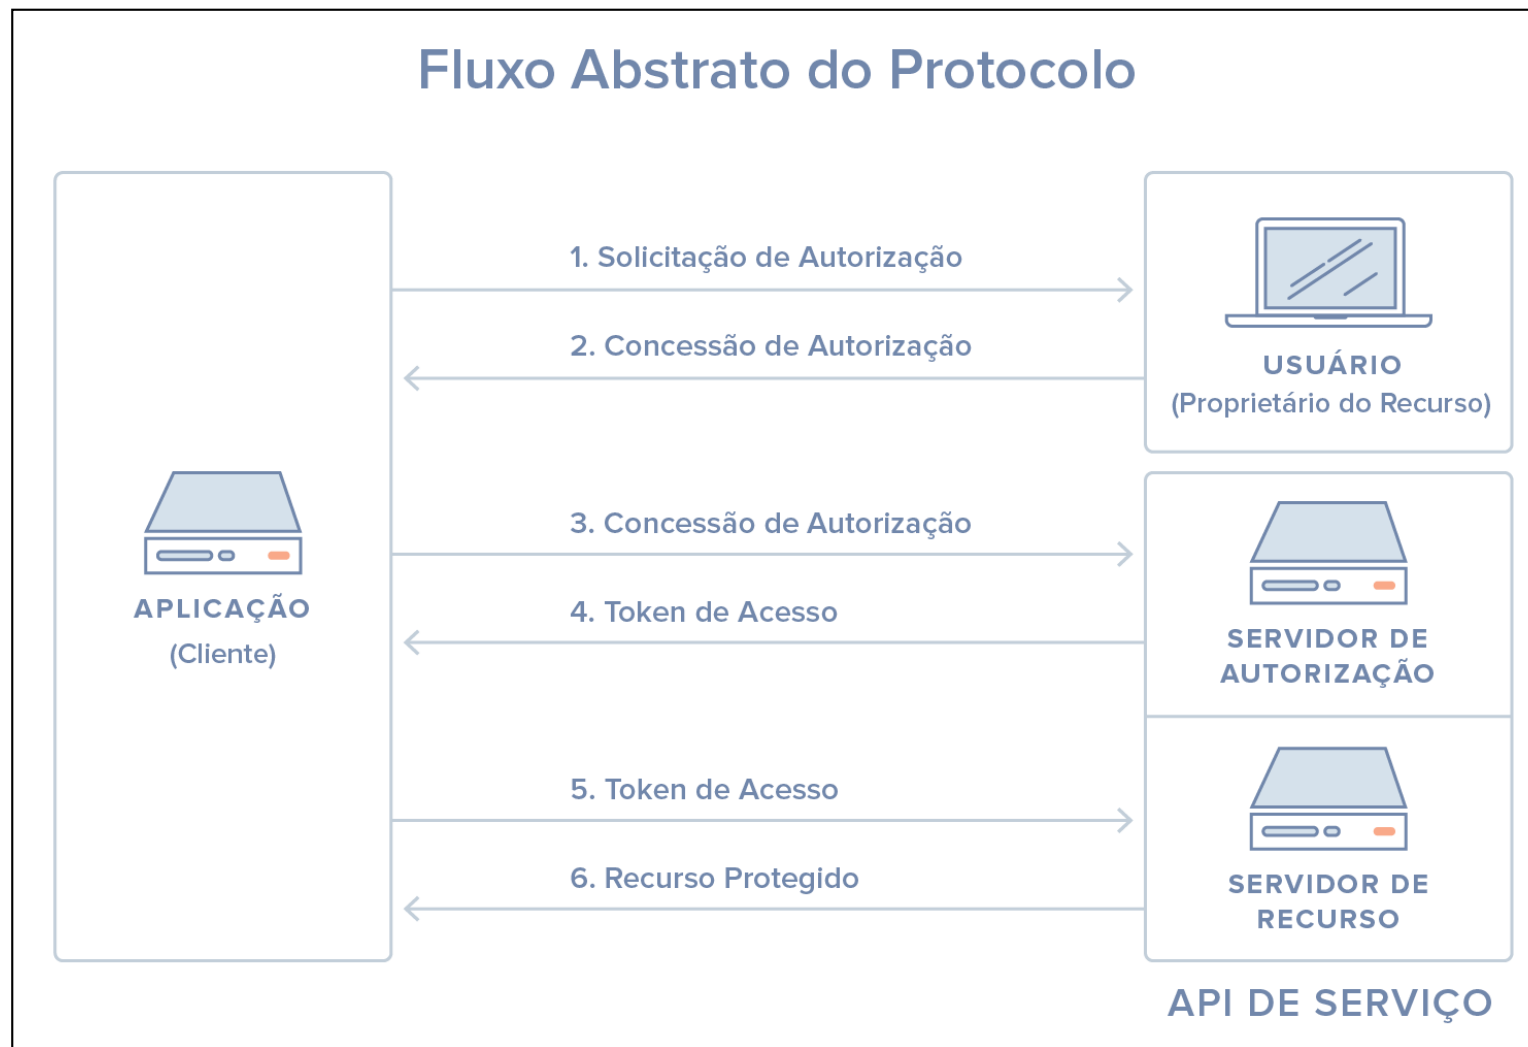 Fluxo Abstrato do Protocolo
1. Solicitação de Autorização
2. Concessão de Autorização
USUÁRIO
(Proprietário do Recurso)
3. Concessão de Autorização
APLICAÇÃO
(Cliente)
4. Token de Acesso
SERVIDOR DE
AUTORIZAÇÃO
5. Token de Acesso
6. Recurso Protegido
SERVIDOR DE
RECURSO
API DE SERVIÇO